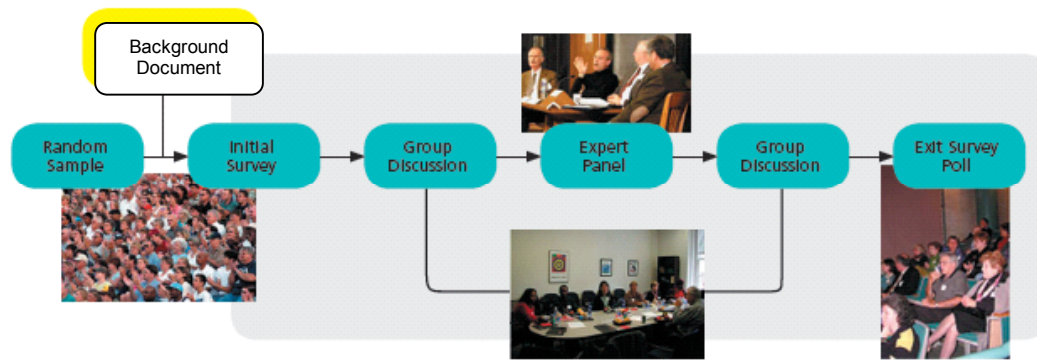 Background
Document
Random
Sample
Initial
Survey
Group
Discussion
Expert
Panel
Group
Discussion
Exit Survey
Poll